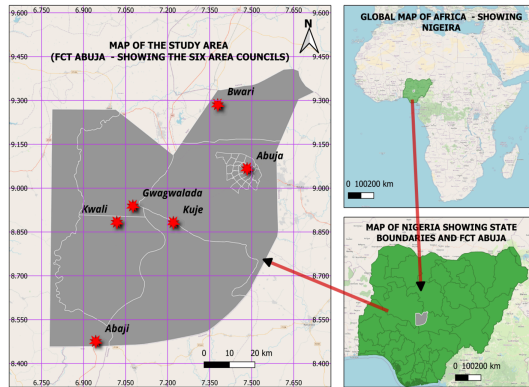 MAP OF THE STUDY AREA
(FCT ABUJA - SHOWING THE SIX AREA COUNCILS)
N
9.600
9.450
9.300
9.150
9.000
8.850
8.700
8.550
8.400
Bwari
Abuja
Gwagwalada
Kwali
Kuje
Abaji
0 10 20 km
6.750 6.900 7.050 7.200 7.350 7.500 7.650
GLOBAL MAP OF AFRICA - SHOWING
NIGEIRA
0 100200 km
MAP OF NIGERIA SHOWING STATE
BOUNDARIES AND FCT ABUJA
0 100200 km